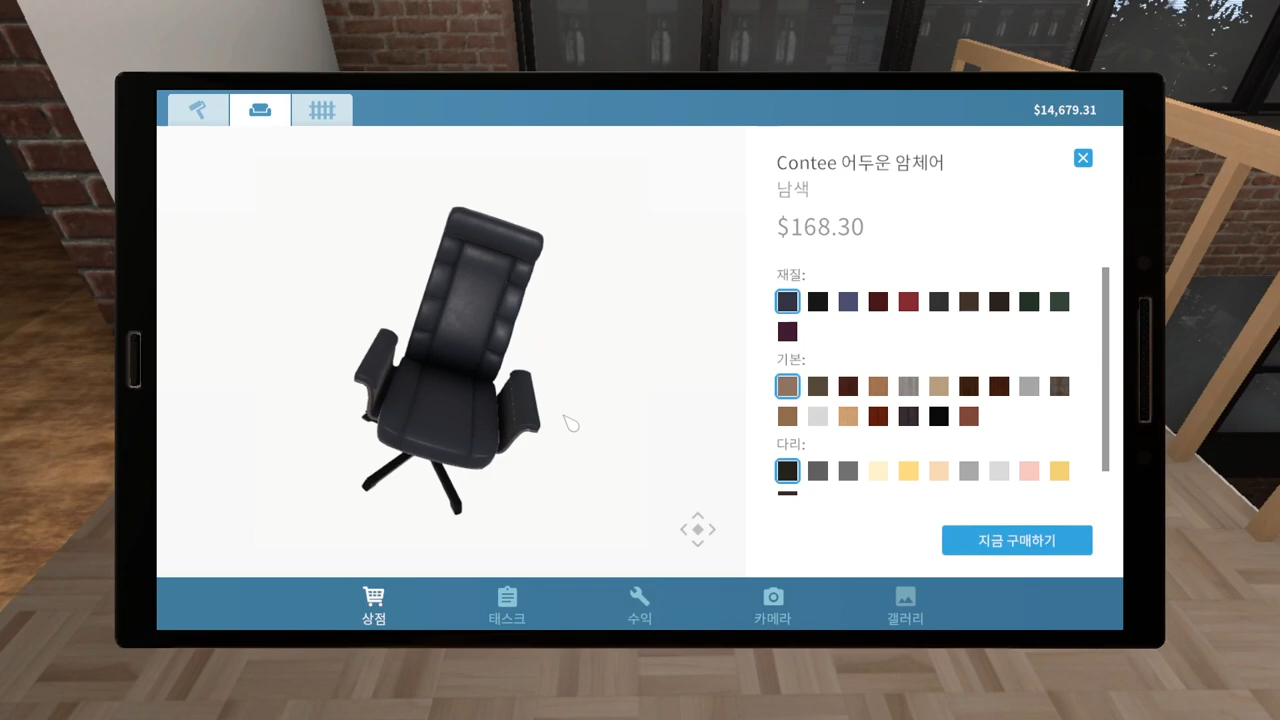 $14,679.31
Contee 어두운 암체어
남색
$168.30
재질:
기본:
다리:
지금 구매하기
상점
태스크
수익
카메라
갤러리